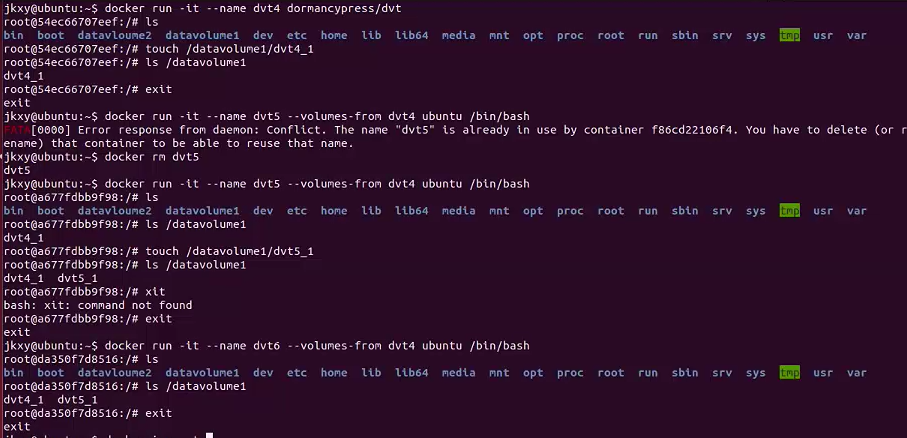 jkxy@ubuntu:~$ docker run -it --name dvt4 dormancypress/dvt
root@54ec66707eef:/# ls
bin boot datavloume2 datavolume1 dev etc home lib lib64 media mnt opt proc root run sbin srv sys tmp usr var
root@54ec66707eef:/# touch /datavolume1/dvt4_1
root@54ec66707eef:/# ls /datavolume1
dvt4_1
root@54ec66707eef:/# exit
exit
jkxy@ubuntu:~$ docker run -it --name dvt5 --volumes-from dvt4 ubuntu /bin/bash
FATA[0000] Error response from daemon: Conflict. The name "dvt5" is already in use by container f86cd22106f4. You have to delete (or r
ename) that container to be able to reuse that name.
jkxy@ubuntu:~$ docker rm dvt5
dvt5
jkxy@ubuntu:~$ docker run -it --name dvt5 --volumes-from dvt4 ubuntu /bin/bash
root@a677fdbb9f98:/# ls
bin boot datavloume2 datavolume1 dev etc home lib lib64 media mnt opt proc root run sbin srv sys tmp usr var
root@a677fdbb9f98:/# ls /datavolume1
dvt4_1
root@a677fdbb9f98:/# touch /datavolume1/dvt5_1
root@a677fdbb9f98:/# ls /datavolume1
dvt4_1 dvt5_1
root@a677fdbb9f98:/# xit
bash: xit: command not found
root@a677fdbb9f98:/# exit
exit
jkxy@ubuntu:~$ docker run -it --name dvt6 --volumes-from dvt4 ubuntu /bin/bash
root@da350f7d8516:/# ls
bin boot datavloume2 datavolume1 dev etc home lib lib64 media mnt opt proc root run sbin srv sys tmp usr var
root@da350f7d8516:/# ls /datavolume1
dvt4_1 dvt5_1
root@da350f7d8516:/# exit
exit